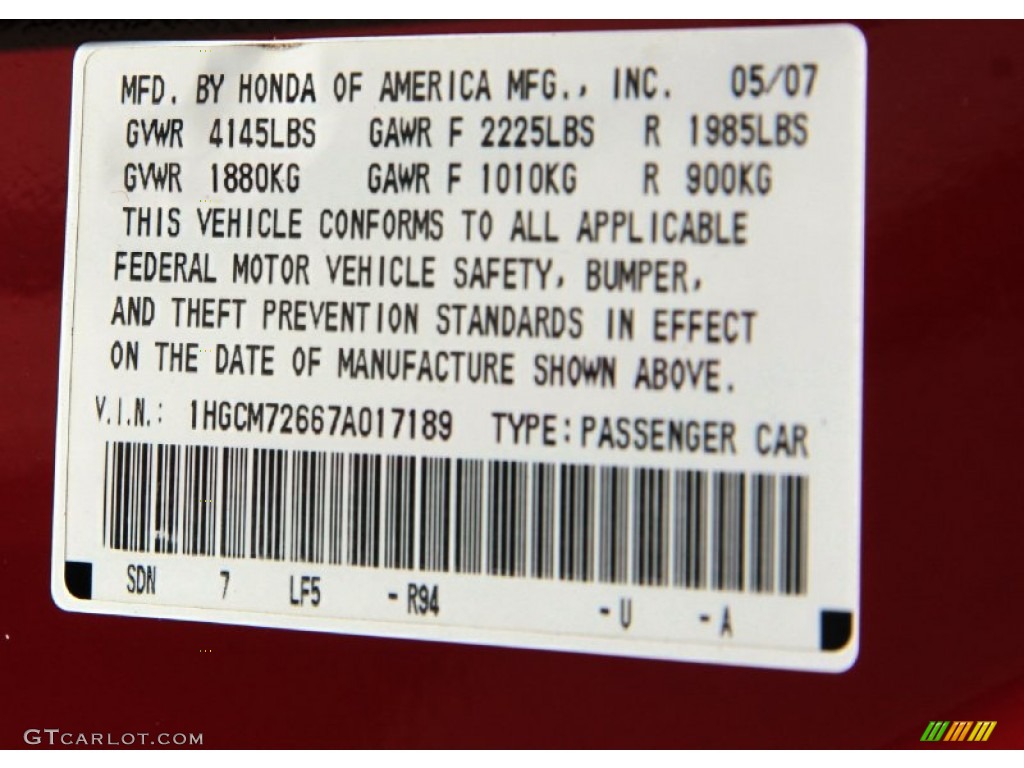 MFD. BY HONDA OF AMERICA MFG., INC. 05/07
GVWR 4145LBS GAWR F 2225LBS R 1985LBS
GVWR 1880KG GAWR F 1010KG R 900KG
THIS VEHICLE CONFORMS TO ALL APPLICABLE
FEDERAL MOTOR VEHICLE SAFETY, BUMPER,
AND THEFT PREVENTION STANDARDS IN EFFECT
ON THE DATE OF MANUFACTURE SHOWN ABOVE.
V.I.N.: 1HGCM72667A017189 TYPE:PASSENGER CAR
SDN 7 LF5 -R94 -U -A
GTCARLOT.COM